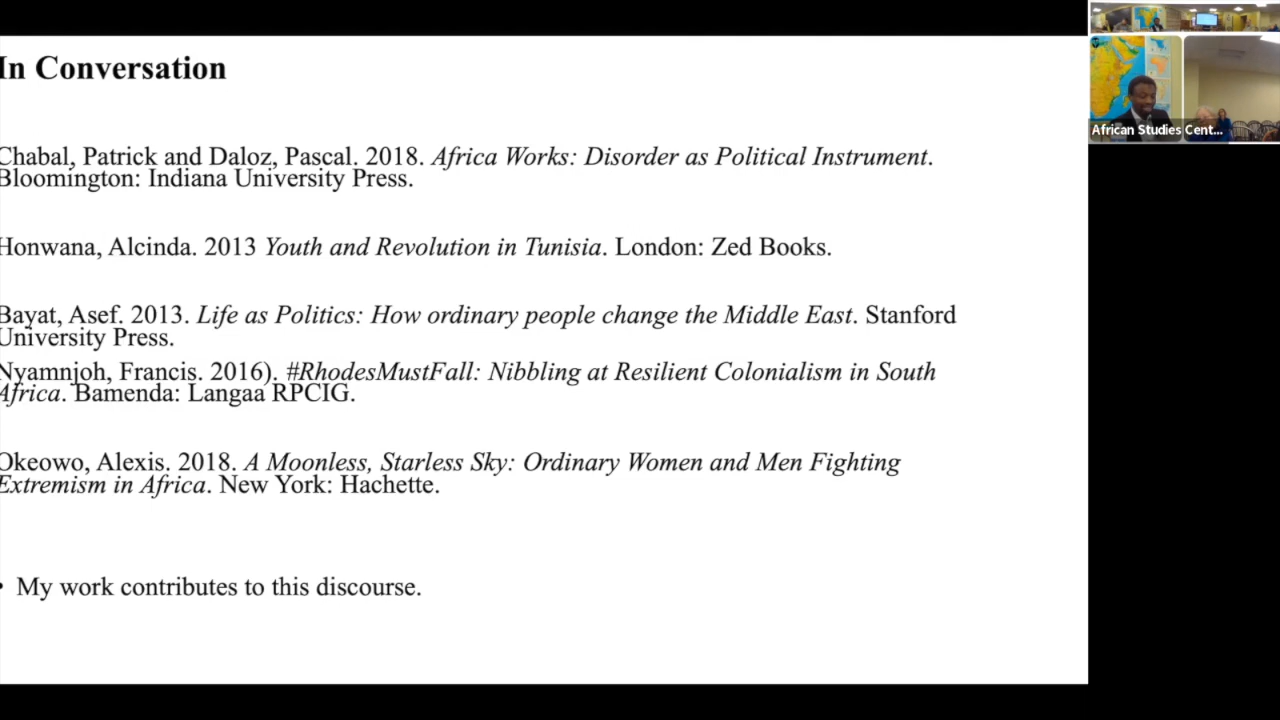 In Conversation
Chabal, Patrick and Daloz, Pascal. 2018. Africa Works: Disorder as Political Instrument.
Bloomington: Indiana University Press.
Honwana, Alcinda. 2013 Youth and Revolution in Tunisia. London: Zed Books.
Bayat, Asef. 2013. Life as Politics: How ordinary people change the Middle East. Stanford
University Press.
Nyamnjoh, Francis. 2016). #RhodesMustFall: Nibbling at Resilient Colonialism in South
Africa. Bamenda: Langaa RPCIG.
Okeowo, Alexis. 2018. A Moonless, Starless Sky: Ordinary Women and Men Fighting
Extremism in Africa. New York: Hachette.
• My work contributes to this discourse.
African Studies Cent...